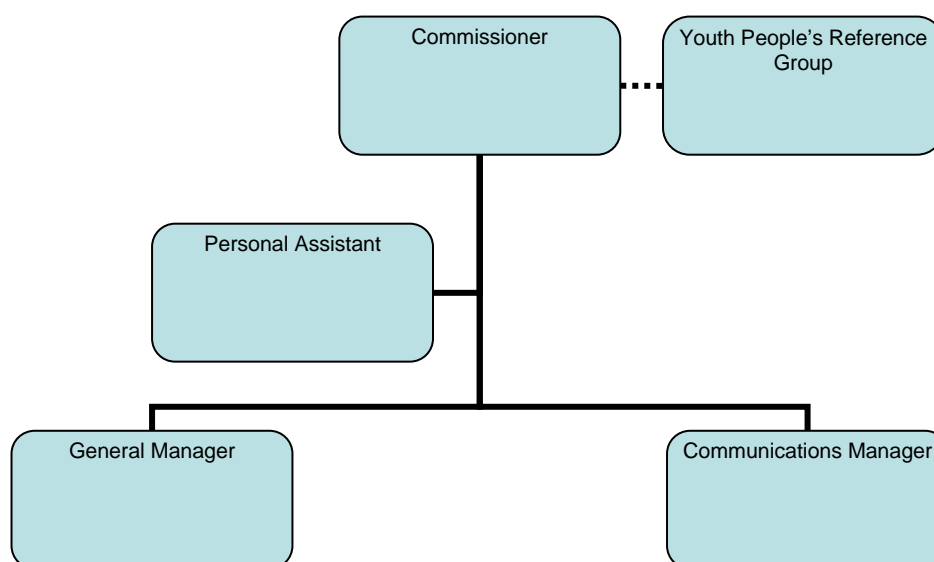 Commissioner
Youth People’s Reference
Group
Personal Assistant
General Manager
Communications Manager